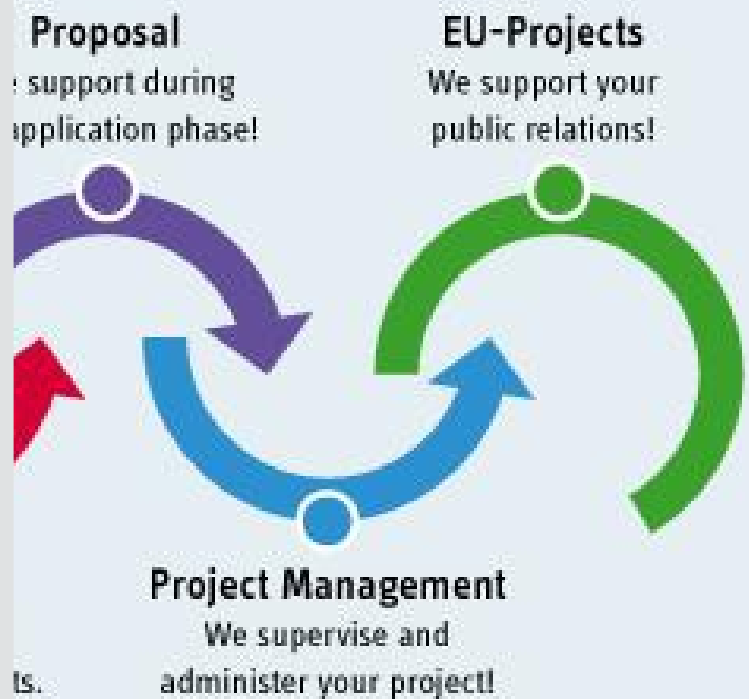 Proposal
support during
application phase!
EU-Projects
We support your
public relations!
Project Management
We supervise and
administer your project!
ts.